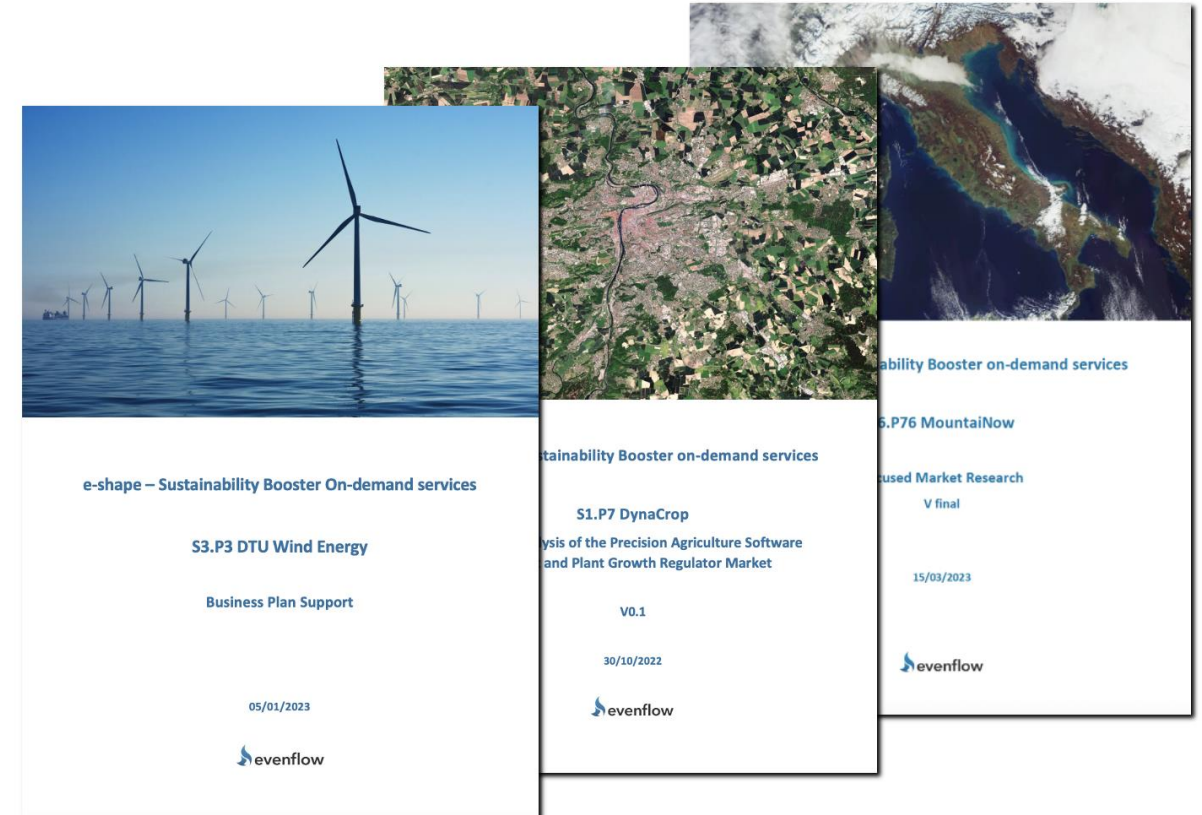 e-shape – Sustainability Booster On-demand services
S3.P3 DTU Wind Energy
Business Plan Support
05/01/2023
evenflow
stainability Booster on-demand services
S1.P7 DynaCrop
lysis of the Precision Agriculture Software
and Plant Growth Regulator Market
V0.1
30/10/2022
evenflow
ability Booster on-demand services
6.P76 MountaiNow
cused Market Research
V final
15/03/2023
evenflow